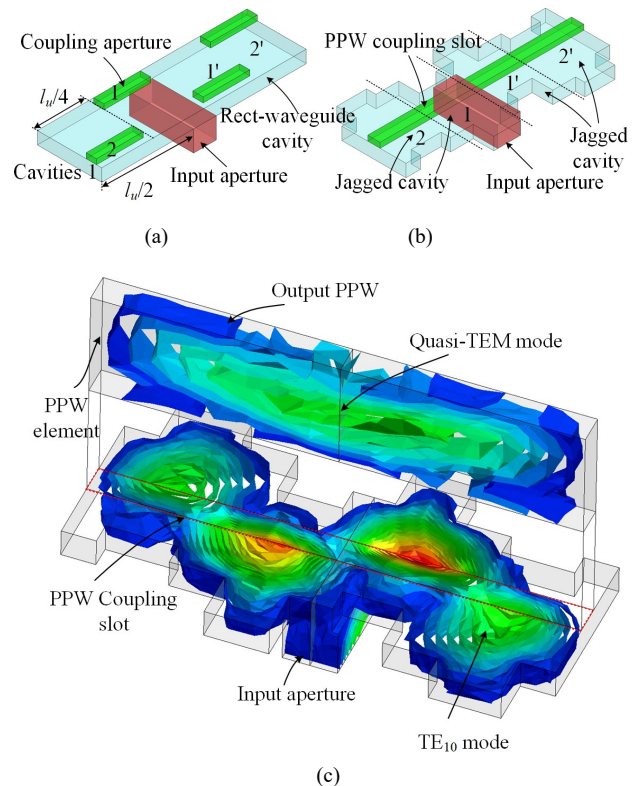 Coupling aperture
2'
1'
1'
l_u/4
2
Rect-waveguide
cavity
Cavities 1
l_u/2
Input aperture
(a)
PPW coupling
slot
2'
1'
1
2
Jagged
cavity
Jagged cavity
Input aperture
(b)
Output PPW
Quasi-TEM mode
PPW
element
PPW Coupling
slot
Input aperture
TE10 mode
(c)